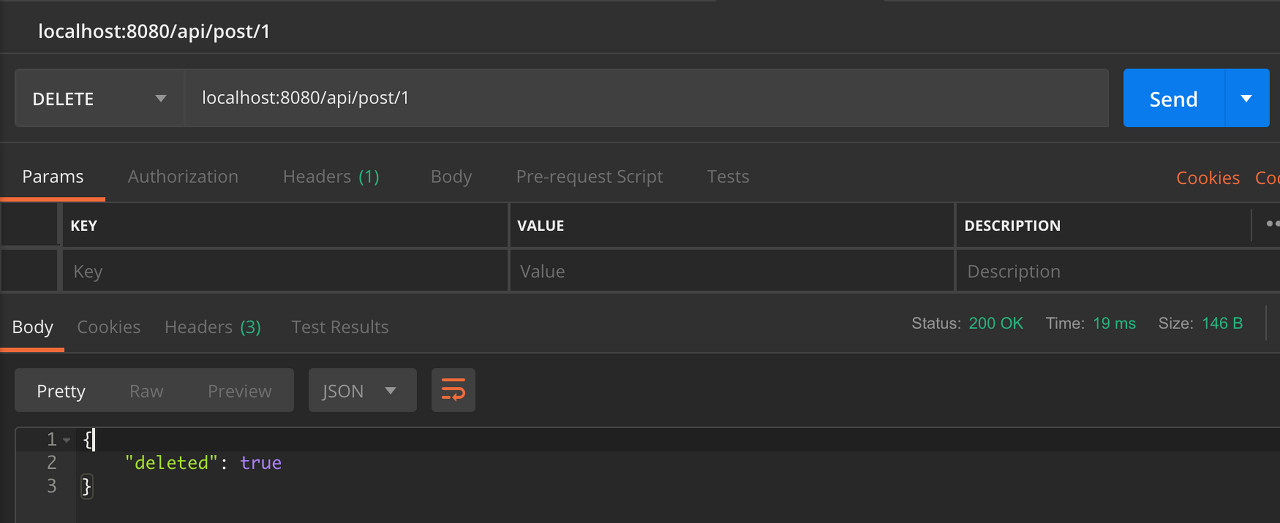 localhost:8080/api/post/1
DELETE localhost:8080/api/post/1 Send
Params Authorization Headers (1) Body Pre-request Script Tests Cookies
KEY VALUE DESCRIPTION
Key Value Description
Body Cookies Headers (3) Test Results Status: 200 OK Time: 19 ms Size: 146 B
Pretty Raw Preview JSON
1 {
2 "deleted": true
3 }